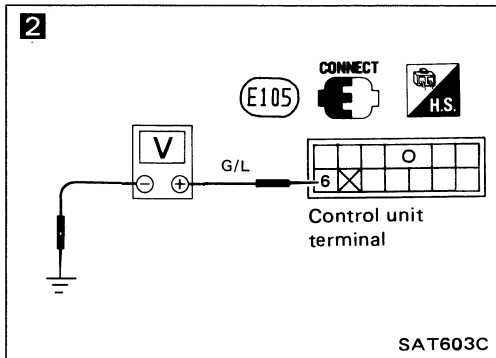 2
CONNECT
E105
H.S.
V
G/L
6
Control unit
terminal
SAT603C